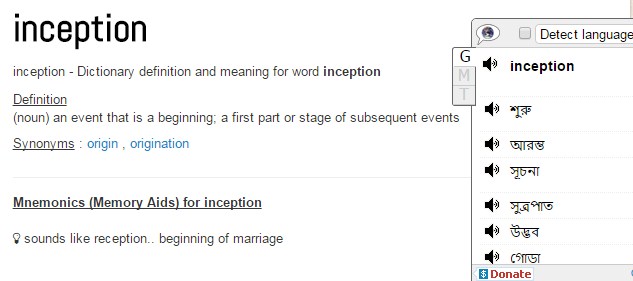 inception
inception - Dictionary definition and meaning for word inception
Definition
(noun) an event that is a beginning; a first part or stage of subsequent events
Synonyms : origin , origination
Mnemonics (Memory Aids) for inception
sounds like reception.. beginning of marriage
Detect language
G
M
T
inception
শুরু
আরম্ভ
সূচনা
সুত্রপাত
উদ্ভব
গোড়া
$ Donate